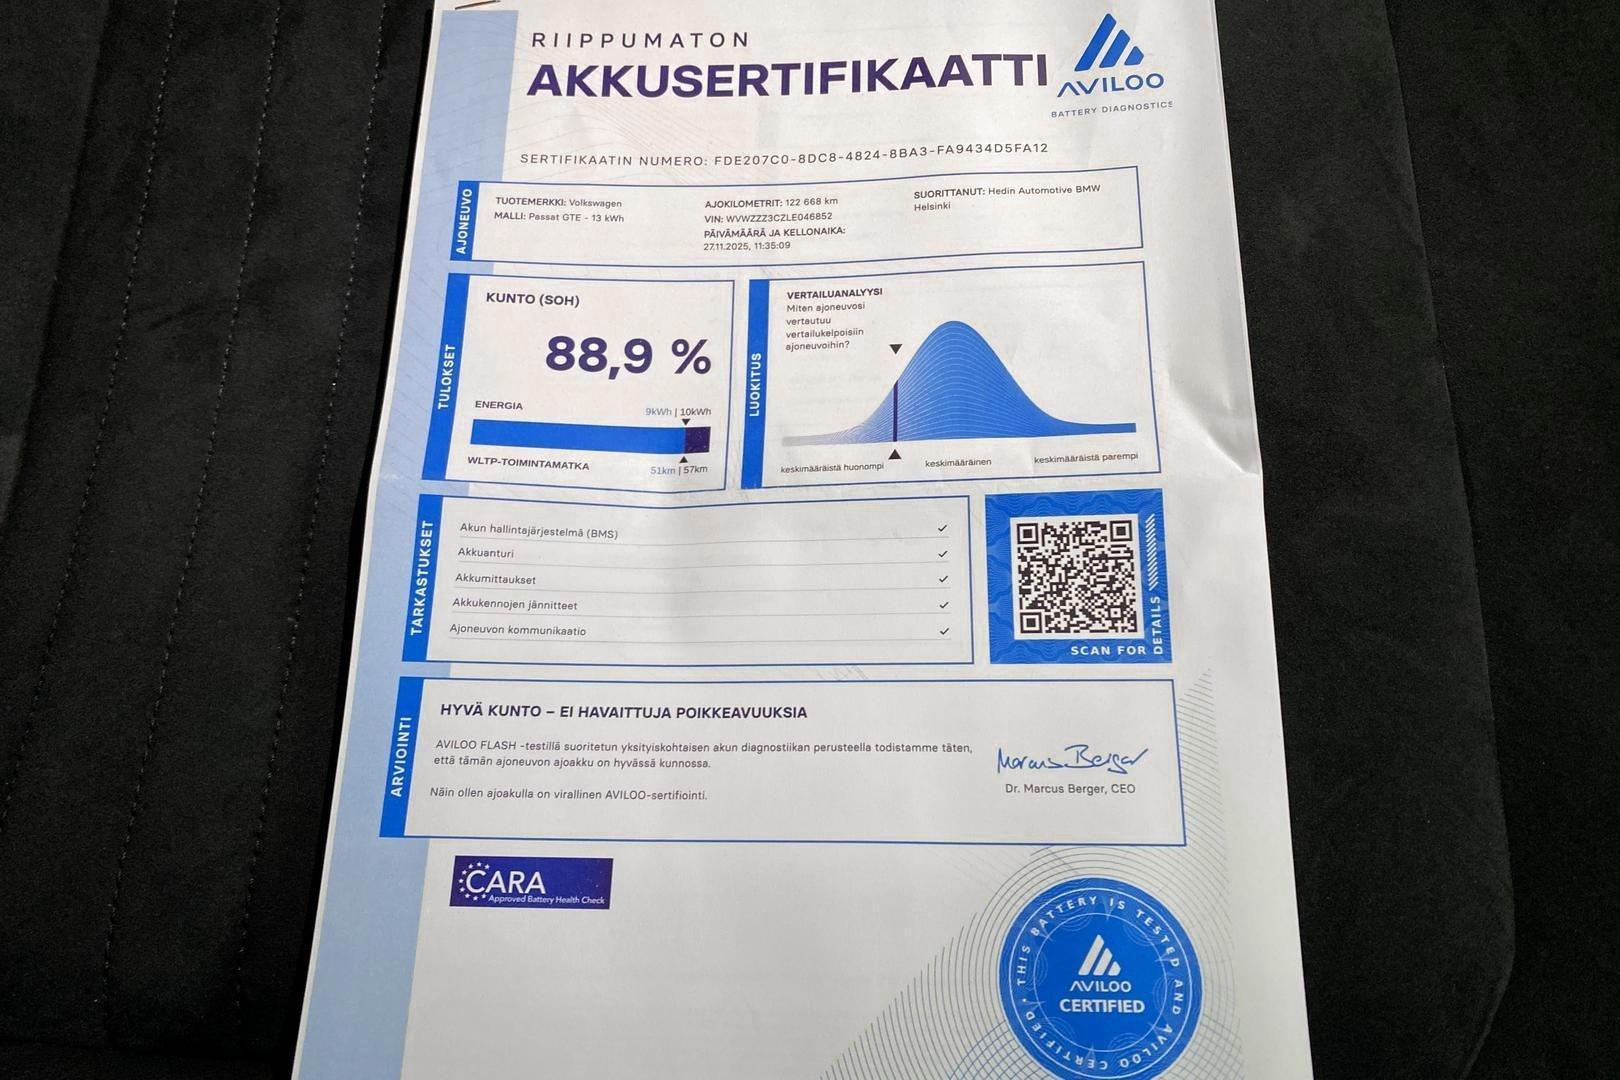 RIIPPUMATON
AKKUSERTIFIKAATTI
AVILOO
BATTERY DIAGNOSTICS
SERTIFIKAATIN NUMERO: FDE207C0-8DC8-4824-8BA3-FA9434D5FA12
AJONEUVO
TUOTEMERKKI: Volkswagen
MALLI: Passat GTE - 13 kWh
AJOKILOMETRIT: 122 668 km
VIN: WVWZZZ3CZLE046852
PÄIVÄMÄÄRÄ JA KELLONAIKA:
27.11.2025, 11:35:09
SUORITTANUT: Hedin Automotive BMW
Helsinki
TULOKSET
KUNTO (SOH)
88,9 %
ENERGIA
9kWh | 10kWh
WLTP-TOIMINTAMATKA
51km | 57km
LUOKITUS
VERTAILUANALYYSI
Miten ajoneuvosi
vertautuu
vertailukelpoisiin
ajoneuvoihin?
keskimääräistä huonompi
keskimääräinen
keskimääräistä parempi
TARKASTUKSET
Akun hallintajärjestelmä (BMS)
Akkuanturi
Akkumittaukset
Akkukennojen jännitteet
Ajoneuvon kommunikaatio
SCAN FOR
DETAILS
ARVIOINTI
HYVÄ KUNTO – EI HAVAITTUJA POIKKEAVUUKSIA
AVILOO FLASH -testillä suoritetun yksityiskohtaisen akun diagnostiikan perusteella todistamme täten,
että tämän ajoneuvon ajoakku on hyvässä kunnossa.
Näin ollen ajoakulla on virallinen AVILOO-sertifiointi.
Marcus Berger
Dr. Marcus Berger, CEO
CARA
Approved Battery Health Check
THIS BATTERY IS TESTED AND AVILOO CERTIFIED
AVILOO
CERTIFIED